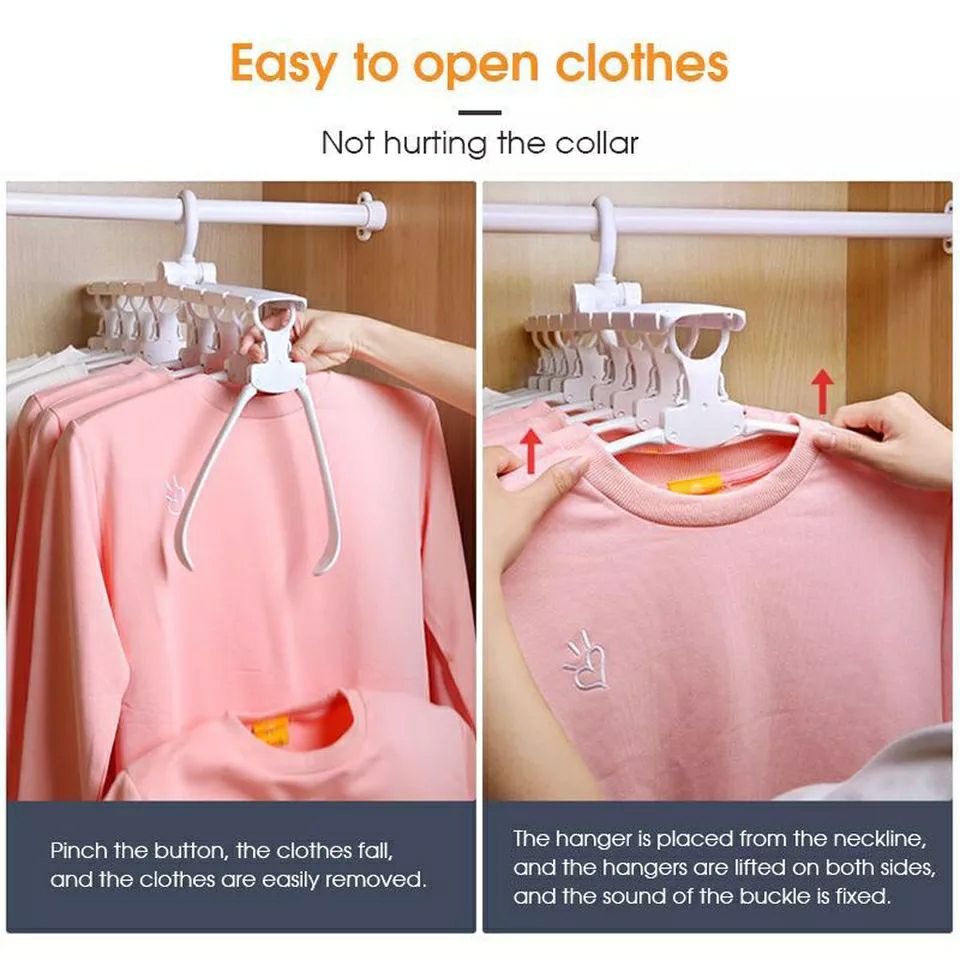 Easy to open clothes
Not hurting the collar
Pinch the button, the clothes fall,
and the clothes are easily removed.
The hanger is placed from the neckline,
and the hangers are lifted on both sides,
and the sound of the buckle is fixed.